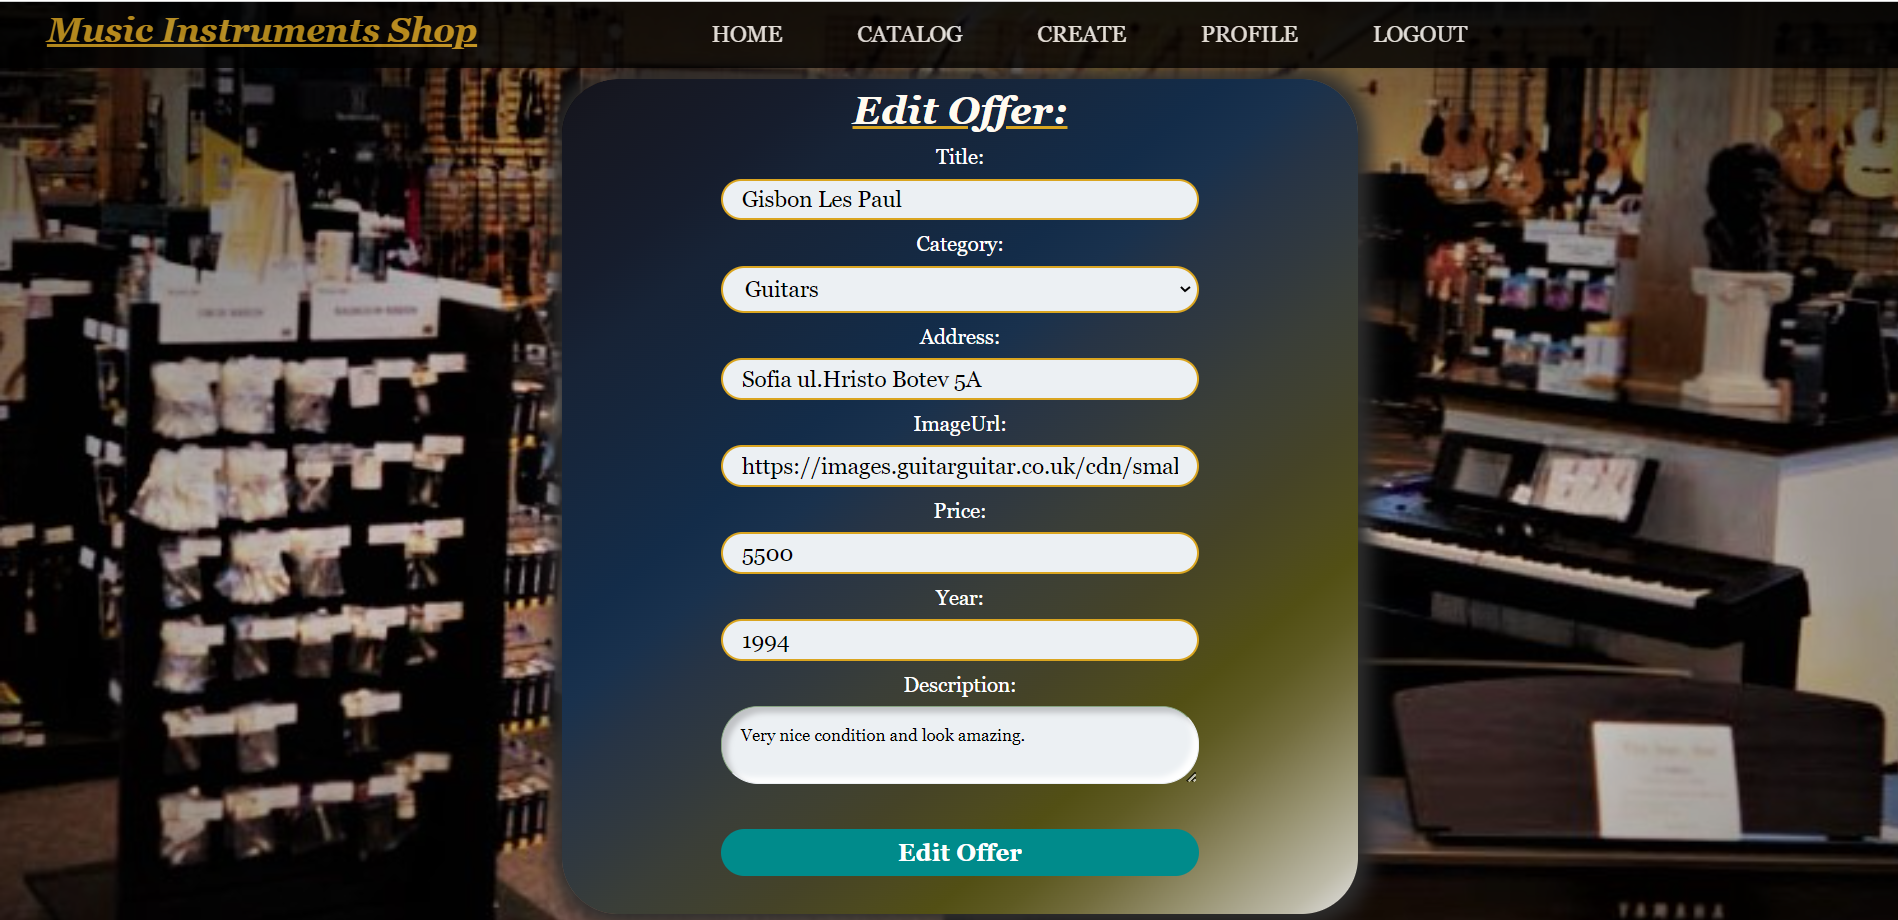 Music Instruments Shop
HOME CATALOG CREATE PROFILE LOGOUT
Edit Offer:
Title:
Gisbon Les Paul
Category:
Guitars
Address:
Sofia ul.Hristo Botev 5A
ImageUrl:
https://images.guitarguitar.co.uk/cdn/smal
Price:
5500
Year:
1994
Description:
Very nice condition and look amazing.
Edit Offer
YAMAHA